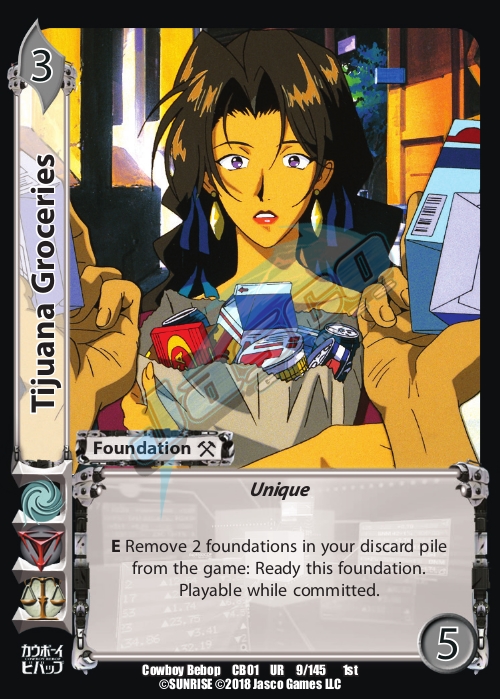 3
Tijuana Groceries
Foundation
Unique
E Remove 2 foundations in your discard pile
from the game: Ready this foundation.
Playable while committed.
5
カウボーイ
ビバップ
Cowboy Bebop CB01 UR 9/145 1st
©SUNRISE ©2018 Jasco Games LLC